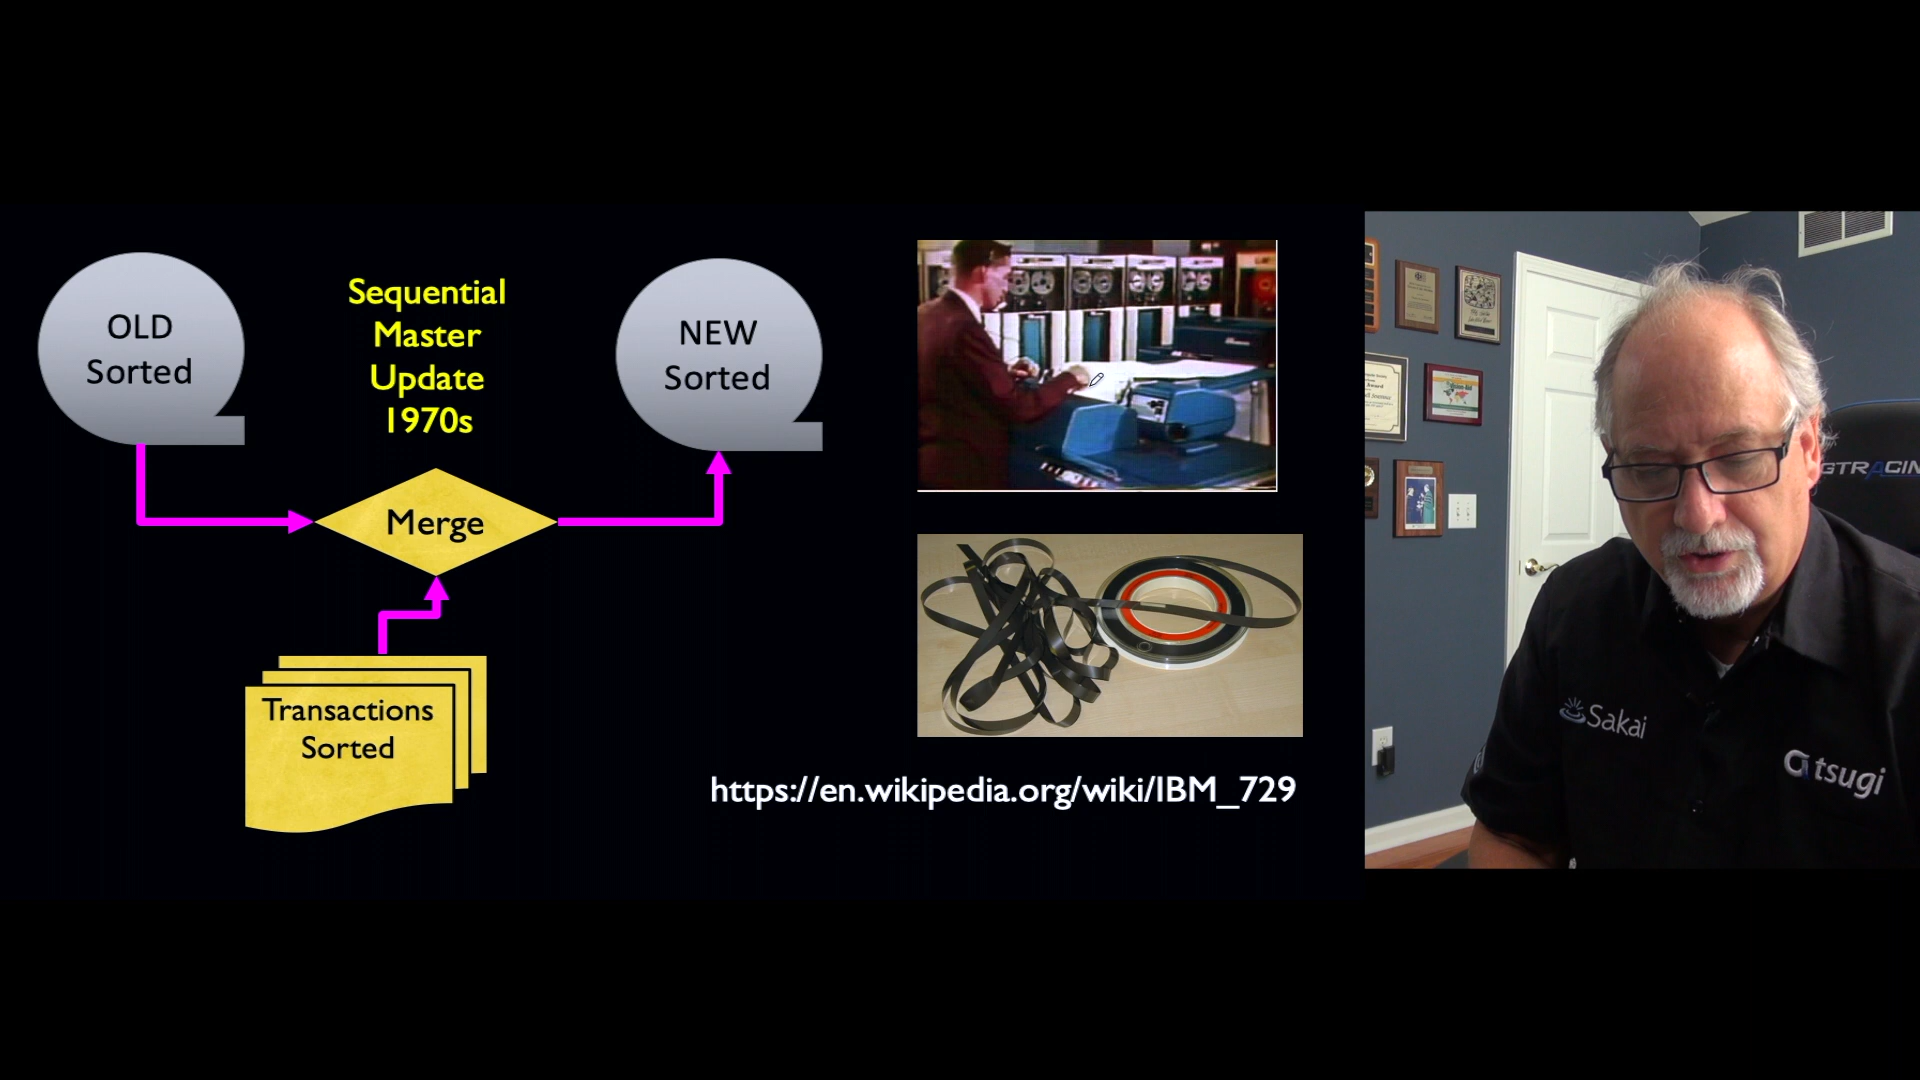 OLD
Sorted
Sequential
Master
Update
1970s
NEW
Sorted
Merge
Transactions
Sorted
https://en.wikipedia.org/wiki/IBM_729
GTRACIN
Sakai
tsugi